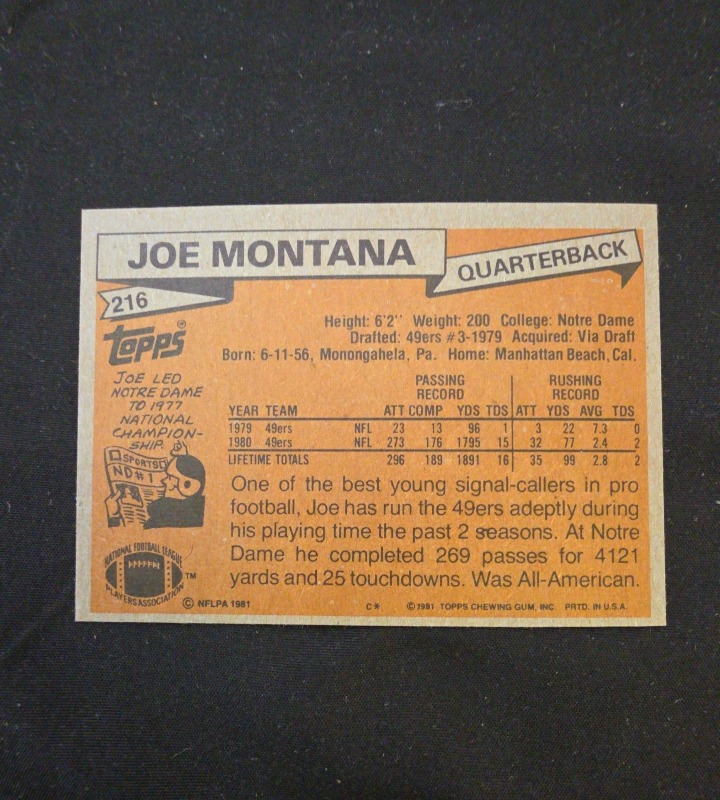 JOE MONTANA
QUARTERBACK
216
topps®
Height: 6'2" Weight: 200 College: Notre Dame
Drafted: 49ers #3-1979 Acquired: Via Draft
Born: 6-11-56, Monongahela, Pa. Home: Manhattan Beach, Cal.
JOE LED
NOTRE DAME
TO 1977
NATIONAL
CHAMPION-
SHIP.
SPORTS
ND #1
PASSING RUSHING
RECORD RECORD
YEAR TEAM ATT COMP YDS TDS ATT YDS AVG TDS
1979 49ers NFL 23 13 96 1 3 22 7.3 0
1980 49ers NFL 273 176 1795 15 32 77 2.4 2
LIFETIME TOTALS 296 189 1891 16 35 99 2.8 2
One of the best young signal-callers in pro
football, Joe has run the 49ers adeptly during
his playing time the past 2 seasons. At Notre
Dame he completed 269 passes for 4121
yards and 25 touchdowns. Was All-American.
NATIONAL FOOTBALL LEAGUE
PLAYERS ASSOCIATION
TM
© NFLPA 1981
C* © 1981 TOPPS CHEWING GUM, INC. PRTD. IN U.S.A.